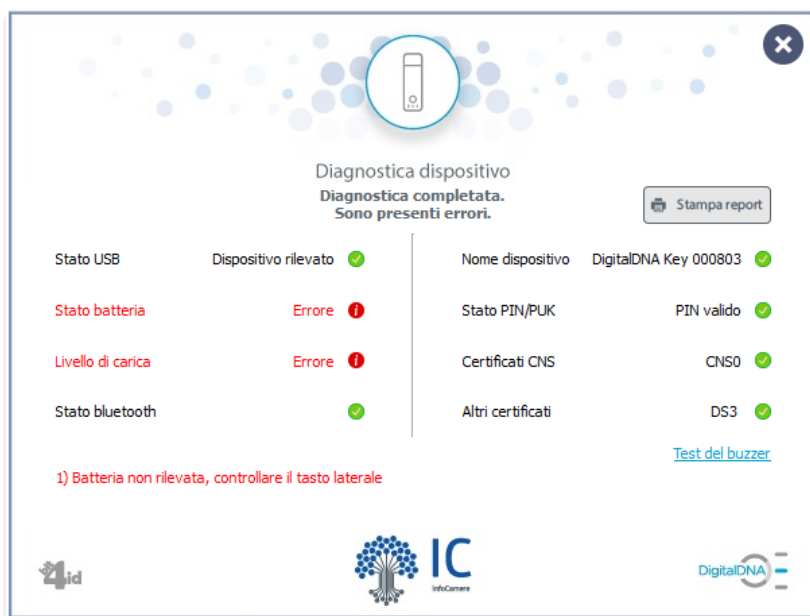 Diagnostica dispositivo
Diagnostica completata.
Sono presenti errori.
Stampa report
Stato USB Dispositivo rilevato
Nome dispositivo DigitalDNA Key 000803
Stato batteria Errore
Stato PIN/PUK PIN valido
Livello di carica Errore
Certificati CNS CNS0
Stato bluetooth
Altri certificati DS3
Test del buzzer
1) Batteria non rilevata, controllare il tasto laterale
4id
IC
InfoCamere
DigitalDNA